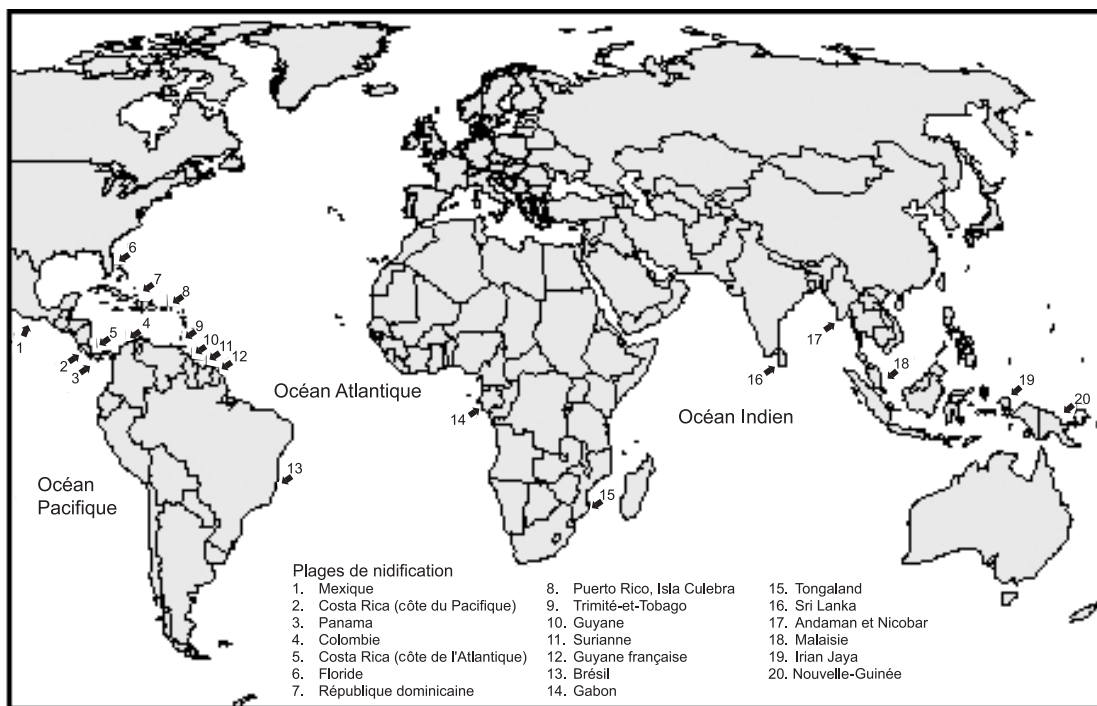 6
7
8
1
2
5
4
3
9
10
11
12
13
14
15
16
17
18
19
20
Océan Atlantique
Océan Indien
Océan
Pacifique
Plages de nidification
1. Mexique
2. Costa Rica (côte du Pacifique)
3. Panama
4. Colombie
5. Costa Rica (côte de l'Atlantique)
6. Floride
7. République dominicaine
8. Puerto Rico, Isla Culebra
9. Trimité-et-Tobago
10. Guyane
11. Surianne
12. Guyane française
13. Brésil
14. Gabon
15. Tongaland
16. Sri Lanka
17. Andaman et Nicobar
18. Malaisie
19. Irian Jaya
20. Nouvelle-Guinée